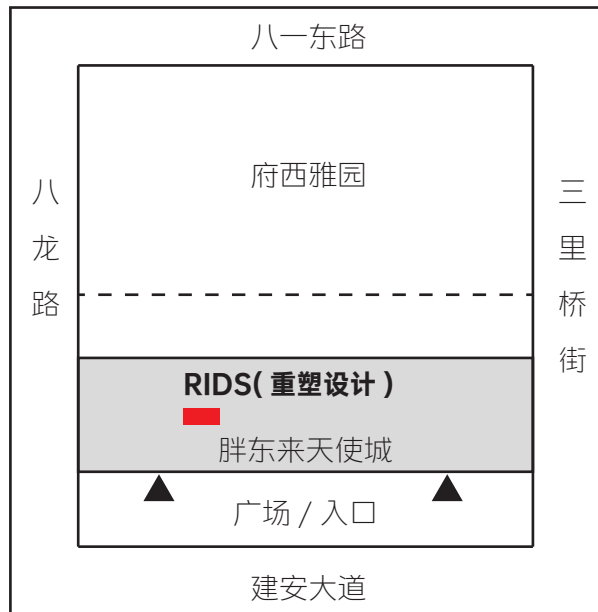 八一东路
府西雅园
八龙路
三里桥街
RIDS( 重塑设计 )
胖东来天使城
广场 / 入口
建安大道